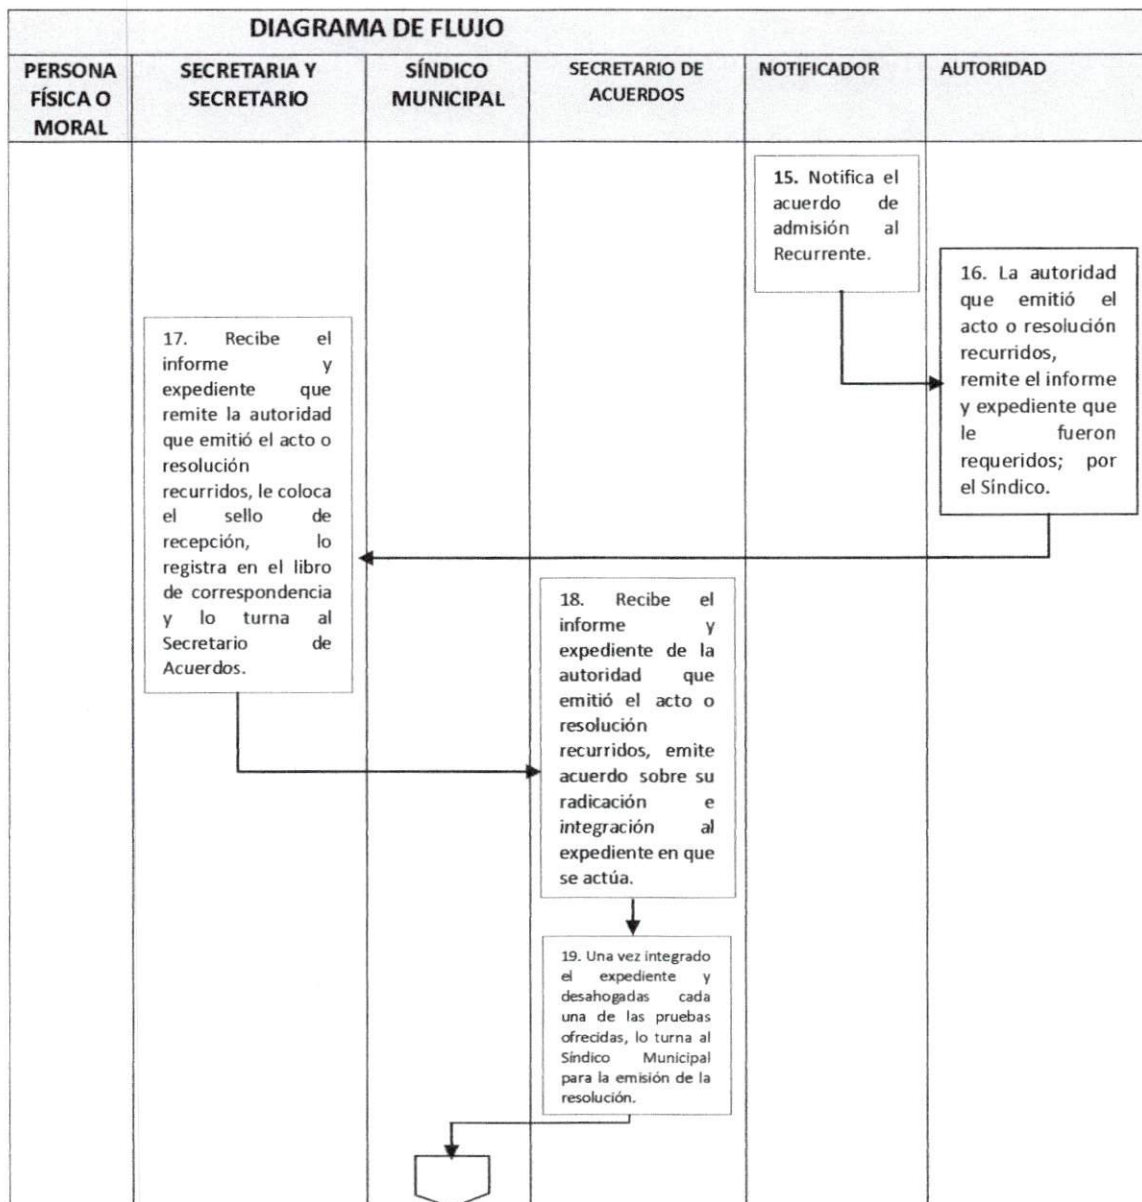 DIAGRAMA DE FLUJO
PERSONA
FÍSICA O
MORAL
SECRETARIA Y
SECRETARIO
SÍNDICO
MUNICIPAL
SECRETARIO DE
ACUERDOS
NOTIFICADOR
AUTORIDAD
15. Notifica el
acuerdo de
admisión al
Recurrente.
16. La autoridad
que emitió el
acto o resolución
recurridos,
remite el informe
y expediente que
le fueron
requeridos; por
el Síndico.
17. Recibe el
informe y
expediente que
remite la autoridad
que emitió el acto o
resolución
recurridos, le coloca
el sello de
recepción, lo
registra en el libro
de correspondencia
y lo turna al
Secretario de
Acuerdos.
18. Recibe el
informe y
expediente de la
autoridad que
emitió el acto o
resolución
recurridos, emite
acuerdo sobre su
radicación e
integración al
expediente en que
se actúa.
19. Una vez integrado
el expediente y
desahogadas cada
una de las pruebas
ofrecidas, lo turna al
Síndico Municipal
para la emisión de la
resolución.